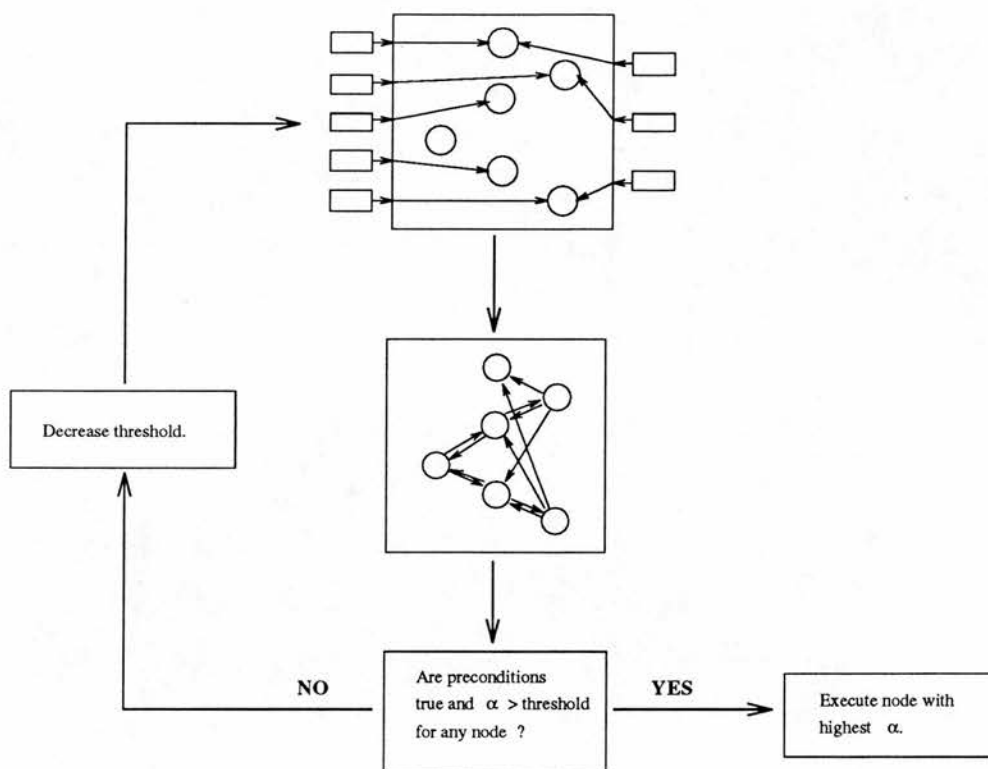 Decrease threshold.
NO
Are preconditions
true and α > threshold
for any node ?
YES
Execute node with
highest α.